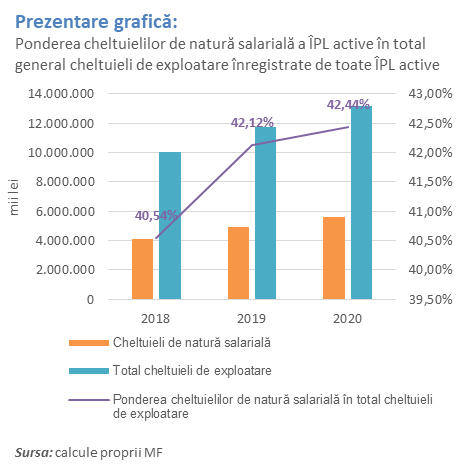 Prezentare grafică:
Ponderea cheltuielilor de natură salarială a ÎPL active în total
general cheltuieli de exploatare înregistrate de toate ÎPL active
14.000.000
12.000.000
10.000.000
8.000.000
6.000.000
4.000.000
2.000.000
0
mii lei
43,00%
42,50%
42,00%
41,50%
41,00%
40,50%
40,00%
39,50%
40,54%
42,12%
42,44%
2018
2019
2020
Cheltuieli de natură salarială
Total cheltuieli de exploatare
Ponderea cheltuielilor de natură salarială în total cheltuieli
de exploatare
Sursa: calcule proprii MF